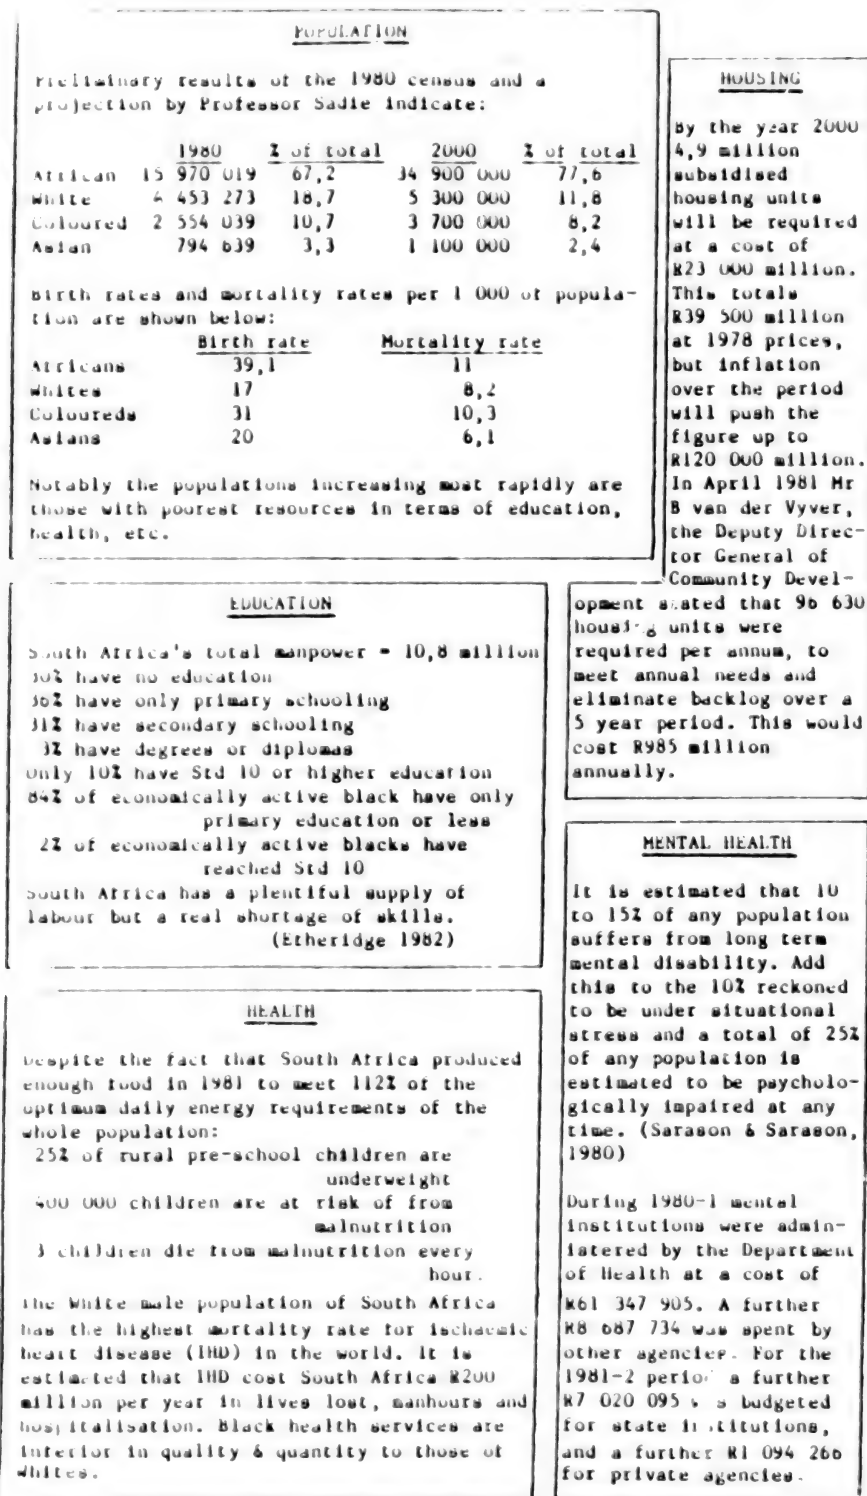 POPULATION
Preliminary results of the 1980 census and a
projection by Professor Sadie indicate:
1980 % of total 2000 % of total
African 15 970 019 67,2 34 900 000 77,6
White 4 453 273 18,7 5 300 000 11,8
Coloured 2 554 039 10,7 3 700 000 8,2
Asian 794 639 3,3 1 100 000 2,4
Birth rates and mortality rates per 1 000 of popula-
tion are shown below:
Birth rate Mortality rate
Africans 39,1 11
Whites 17 8,2
Coloureds 31 10,3
Asians 20 6,1
Notably the populations increasing most rapidly are
those with poorest resources in terms of education,
health, etc.
HOUSING
By the year 2000
4,9 million
subsidised
housing units
will be required
at a cost of
R23 000 million.
This totals
R39 500 million
at 1978 prices,
but inflation
over the period
will push the
figure up to
R120 000 million.
In April 1981 Mr
B van der Vyver,
the Deputy Direc-
tor General of
Community Devel-
opment stated that 96 630
housing units were
required per annum, to
meet annual needs and
eliminate backlog over a
5 year period. This would
cost R985 million
annually.
EDUCATION
South Africa's total manpower = 10,8 million
30% have no education
36% have only primary schooling
31% have secondary schooling
3% have degrees or diplomas
Only 10% have Std 10 or higher education
84% of economically active black have only
primary education or less
2% of economically active blacks have
reached Std 10
South Africa has a plentiful supply of
labour but a real shortage of skills.
(Etheridge 1982)
HEALTH
Despite the fact that South Africa produced
enough food in 1981 to meet 112% of the
optimum daily energy requirements of the
whole population:
25% of rural pre-school children are
underweight
400 000 children are at risk of from
malnutrition
3 children die from malnutrition every
hour.
The White male population of South Africa
has the highest mortality rate for ischaemic
heart disease (IHD) in the world. It is
estimated that IHD cost South Africa R200
million per year in lives lost, manhours and
hospitalisation. Black health services are
inferior in quality & quantity to those of
Whites.
MENTAL HEALTH
It is estimated that 10
to 15% of any population
suffers from long term
mental disability. Add
this to the 10% reckoned
to be under situational
stress and a total of 25%
of any population is
estimated to be psycholo-
gically impaired at any
time. (Sarason & Sarason,
1980)
During 1980-1 mental
institutions were admin-
istered by the Department
of Health at a cost of
R61 347 905. A further
R8 687 734 was spent by
other agencies. For the
1981-2 period a further
R7 020 095 was budgeted
for state institutions,
and a further R1 094 266
for private agencies.